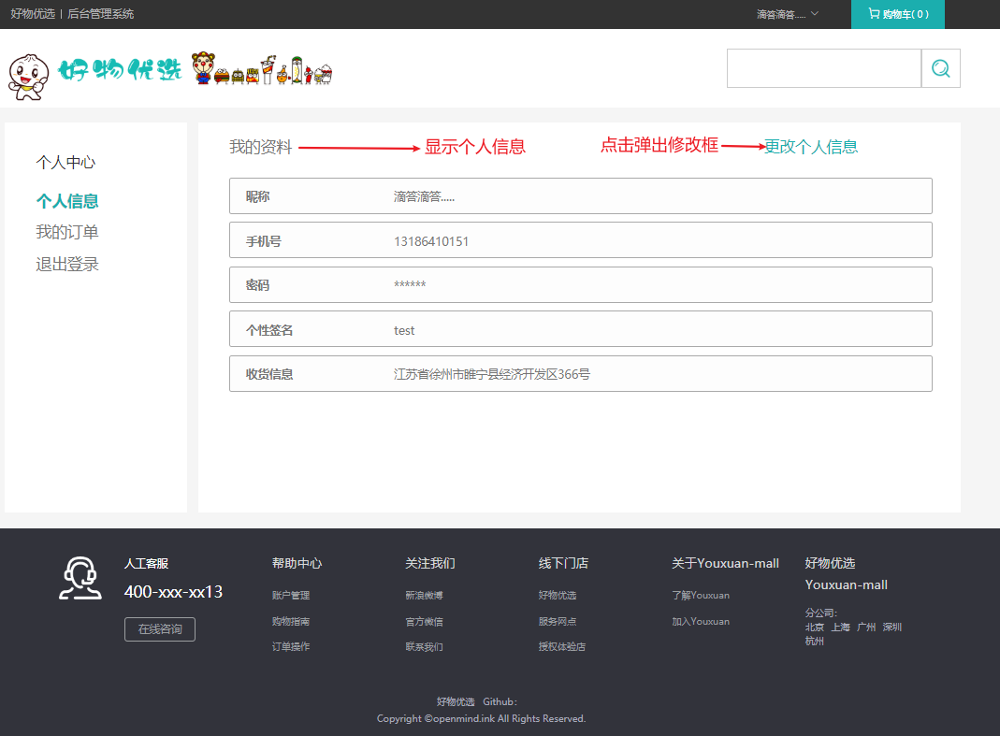 好物优选 | 后台管理系统
滴答滴答..... 购物车( 0 )
好物优选
个人中心
个人信息
我的订单
退出登录
我的资料 显示个人信息 点击弹出修改框 更改个人信息
昵称 滴答滴答.....
手机号 13186410151
密码 ******
个性签名 test
收货信息 江苏省徐州市睢宁县经济开发区366号
人工客服
400-xxx-xx13
在线咨询
帮助中心
账户管理
购物指南
订单操作
关注我们
新浪微博
官方微信
联系我们
线下门店
好物优选
服务网点
授权体验店
关于Youxuan-mall
了解Youxuan
加入Youxuan
好物优选
Youxuan-mall
分公司:
北京 上海 广州 深圳
杭州
好物优选 Github:
Copyright ©openmind.ink All Rights Reserved.